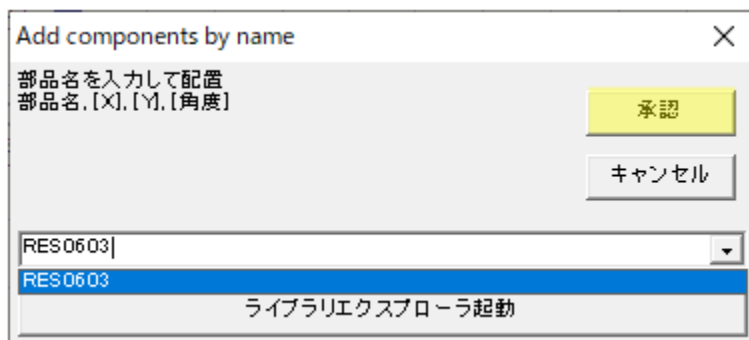 Add components by name
部品名を入力して配置
部品名,[X],[Y],[角度]
承認
キャンセル
RES0603
RES0603
ライブラリエクスプローラ起動